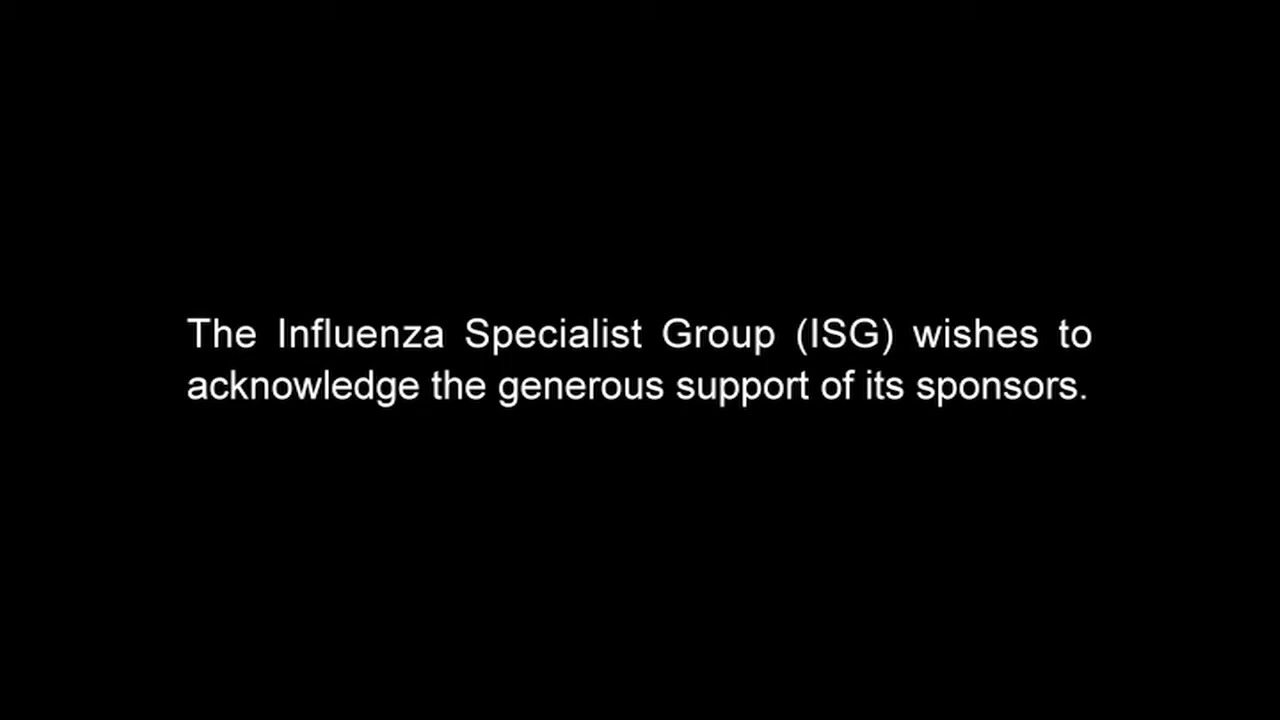 The Influenza Specialist Group (ISG) wishes to
acknowledge the generous support of its sponsors.